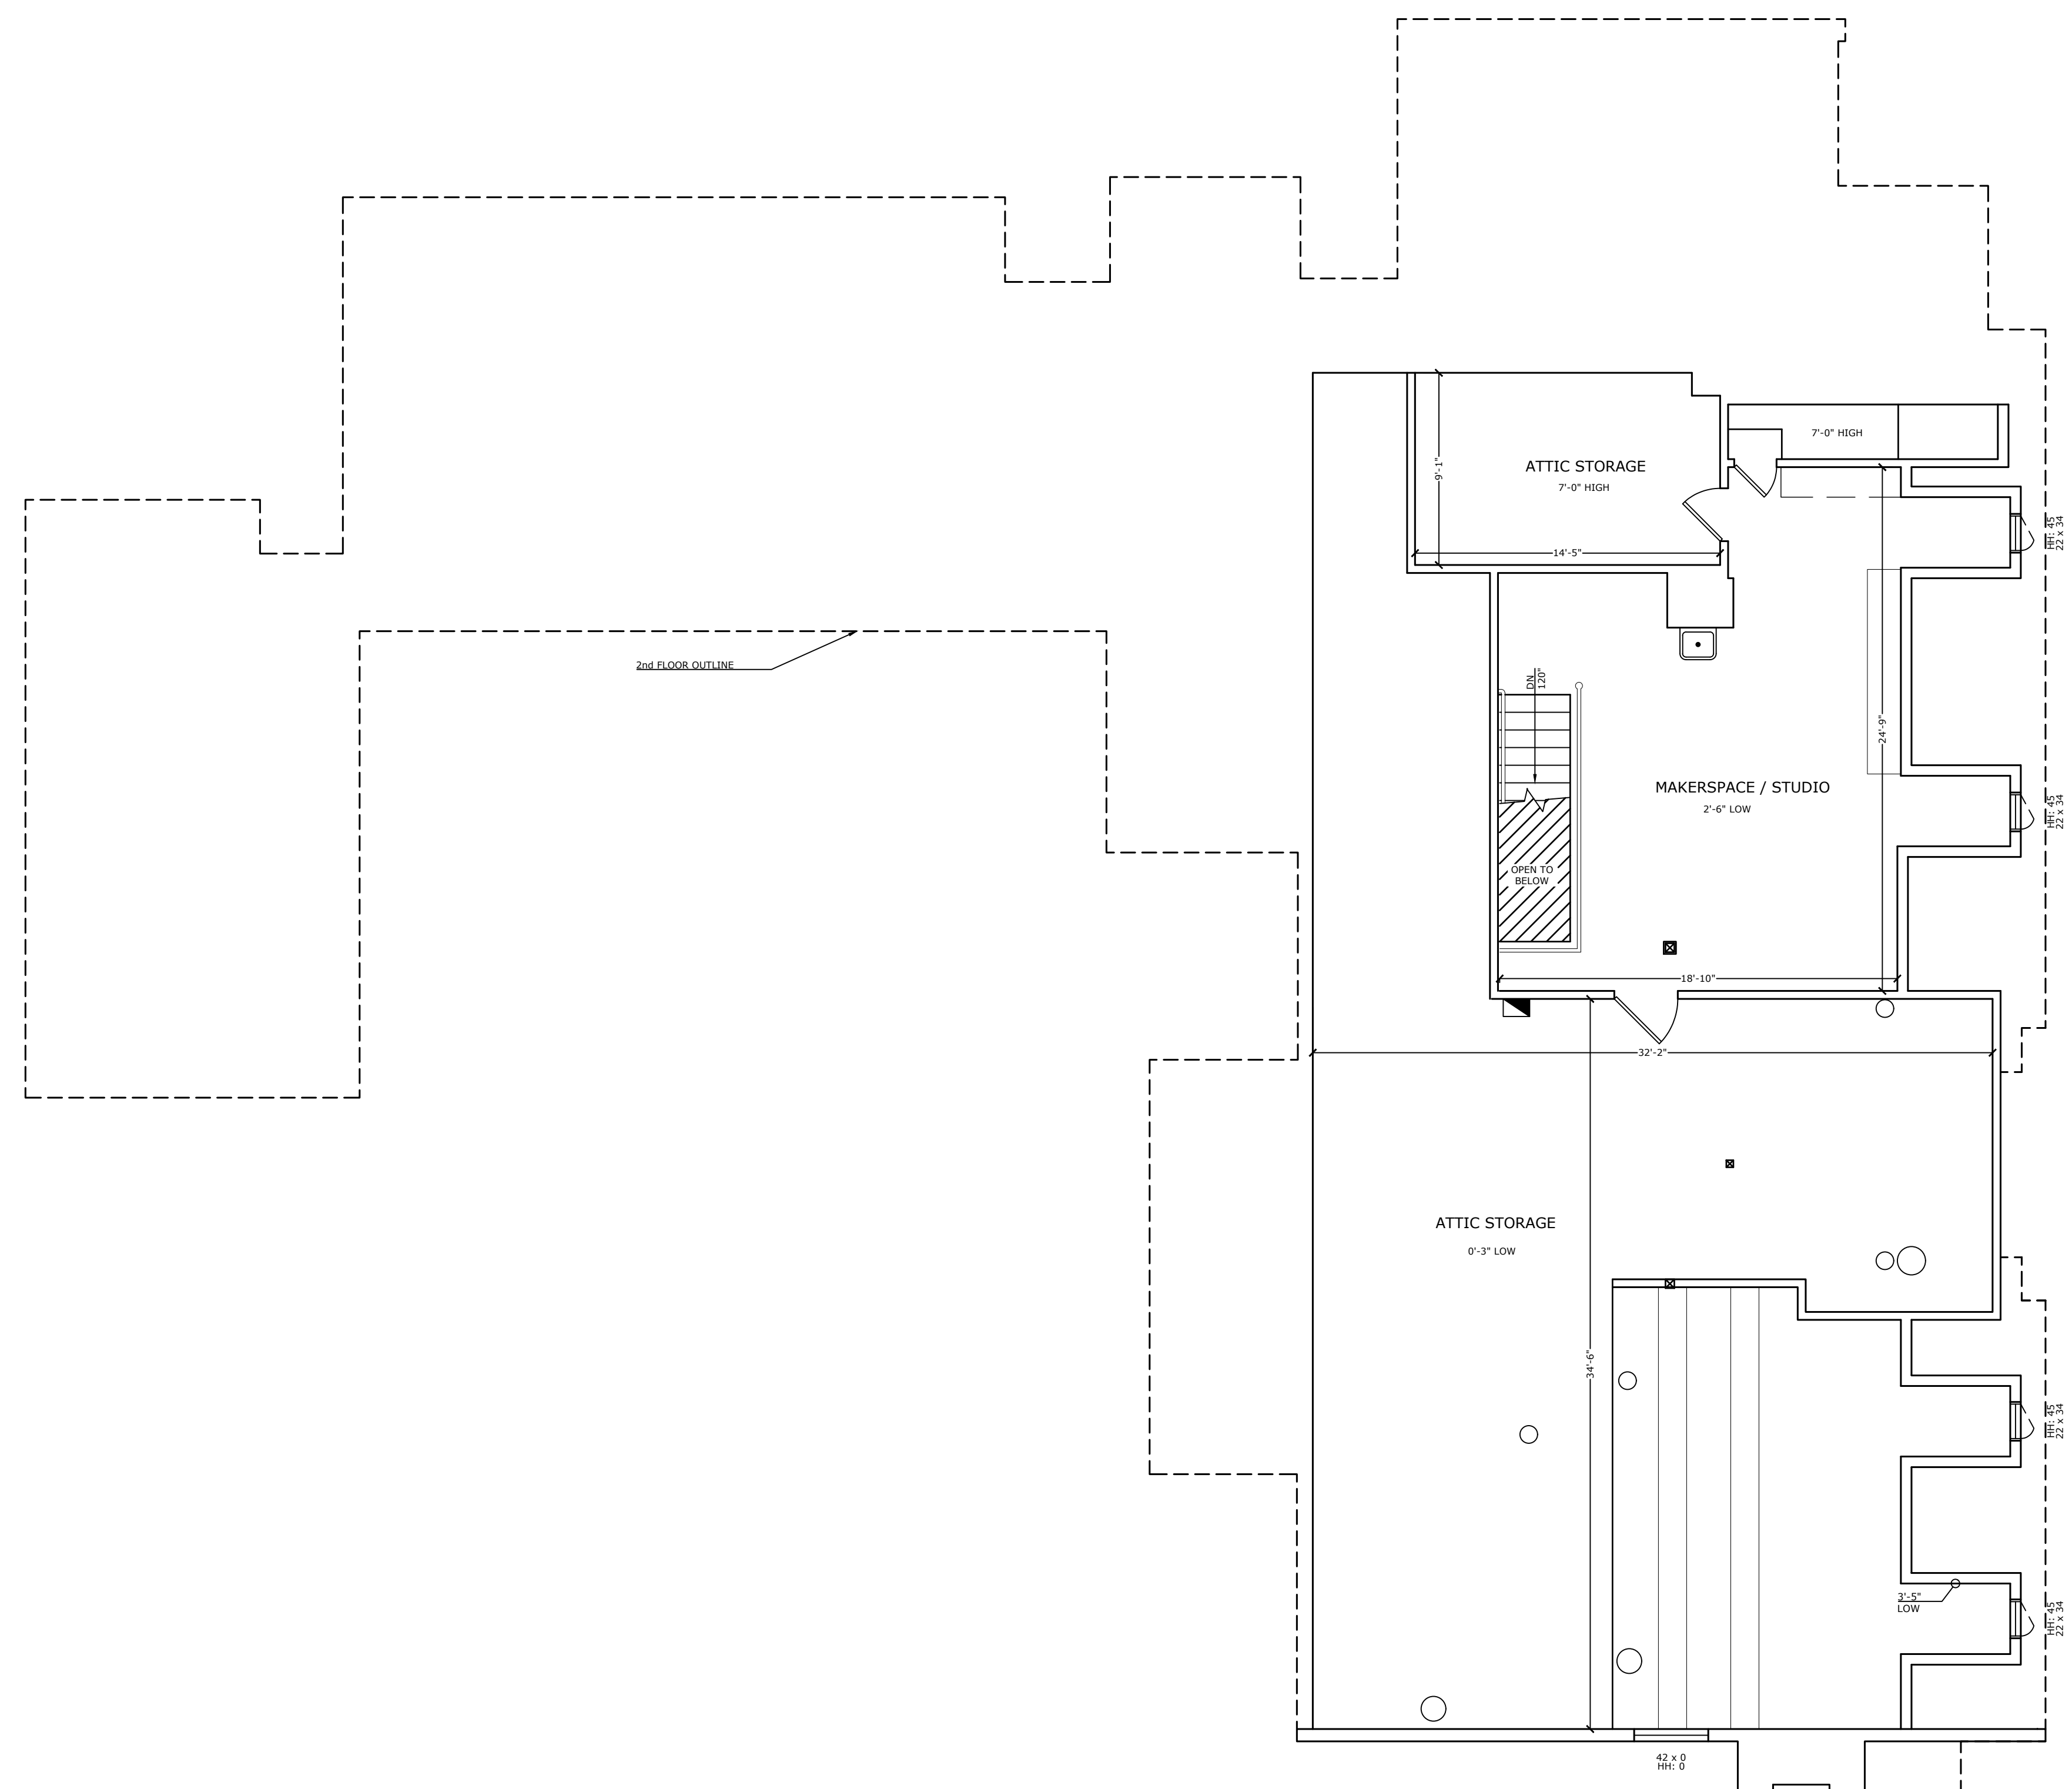 7'-0" HIGH
ATTIC STORAGE
7'-0" HIGH
9'-1"
14'-5"
HH: 45
22 x 34
2nd FLOOR OUTLINE
DN
120"
24'-9"
MAKERSPACE / STUDIO
2'-6" LOW
HH: 45
22 x 34
OPEN TO
BELOW
18'-10"
32'-2"
ATTIC STORAGE
0'-3" LOW
34'-6"
HH: 45
22 x 34
3'-5"
LOW
HH: 45
22 x 34
42 x 0
HH: 0